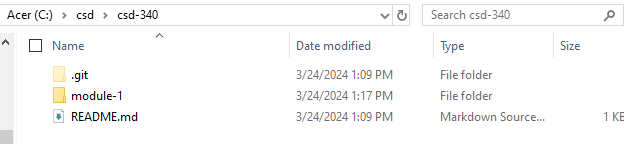 Acer (C:) > csd > csd-340 Search csd-340
Name Date modified Type Size
.git 3/24/2024 1:09 PM File folder
module-1 3/24/2024 1:17 PM File folder
README.md 3/24/2024 1:09 PM Markdown Source... 1 KB